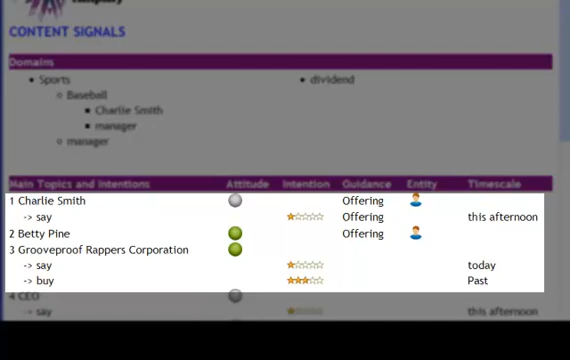 CONTENT SIGNALS
Domains
• Sports • dividend
○ Baseball
▪ Charlie Smith
▪ manager
○ manager
Main Topics and Intentions Attitude Intention Guidance Entity Timescale
1 Charlie Smith Offering
-> say Offering this afternoon
2 Betty Pine Offering
3 Grooveproof Rappers Corporation
-> say today
-> buy Past
4 CEO
-> say this afternoon